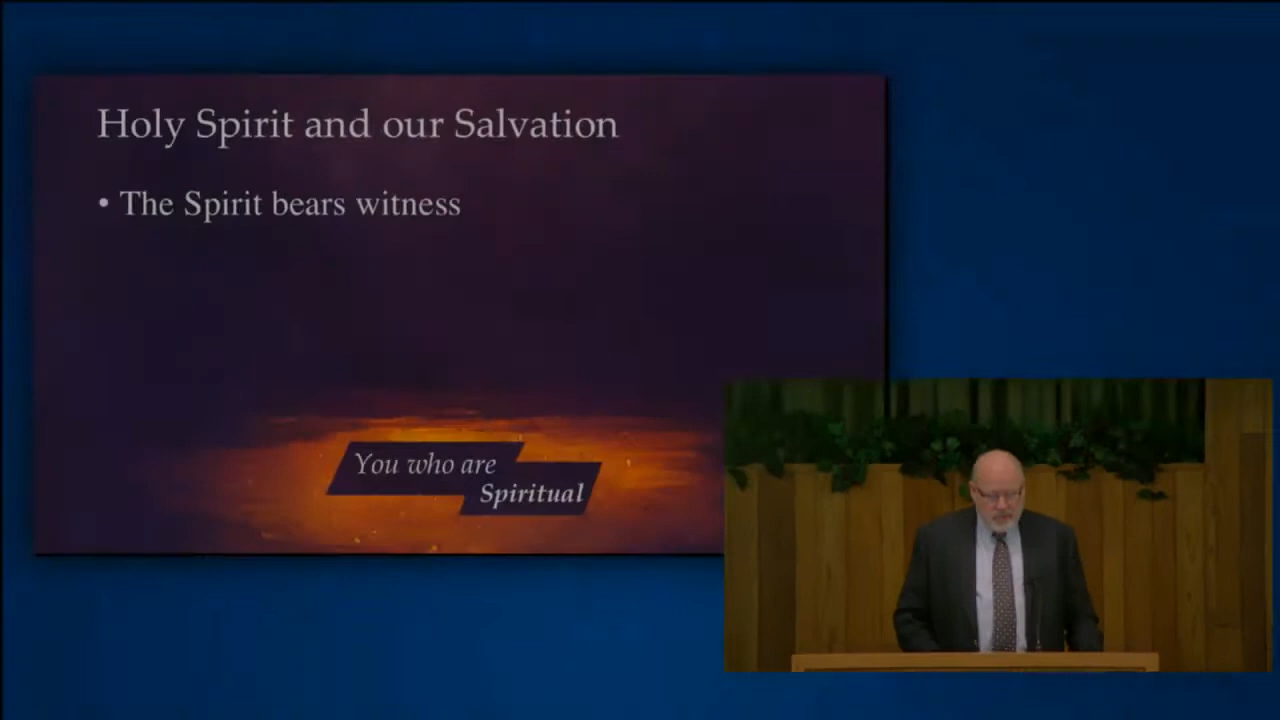 Holy Spirit and our Salvation
• The Spirit bears witness
You who are
Spiritual